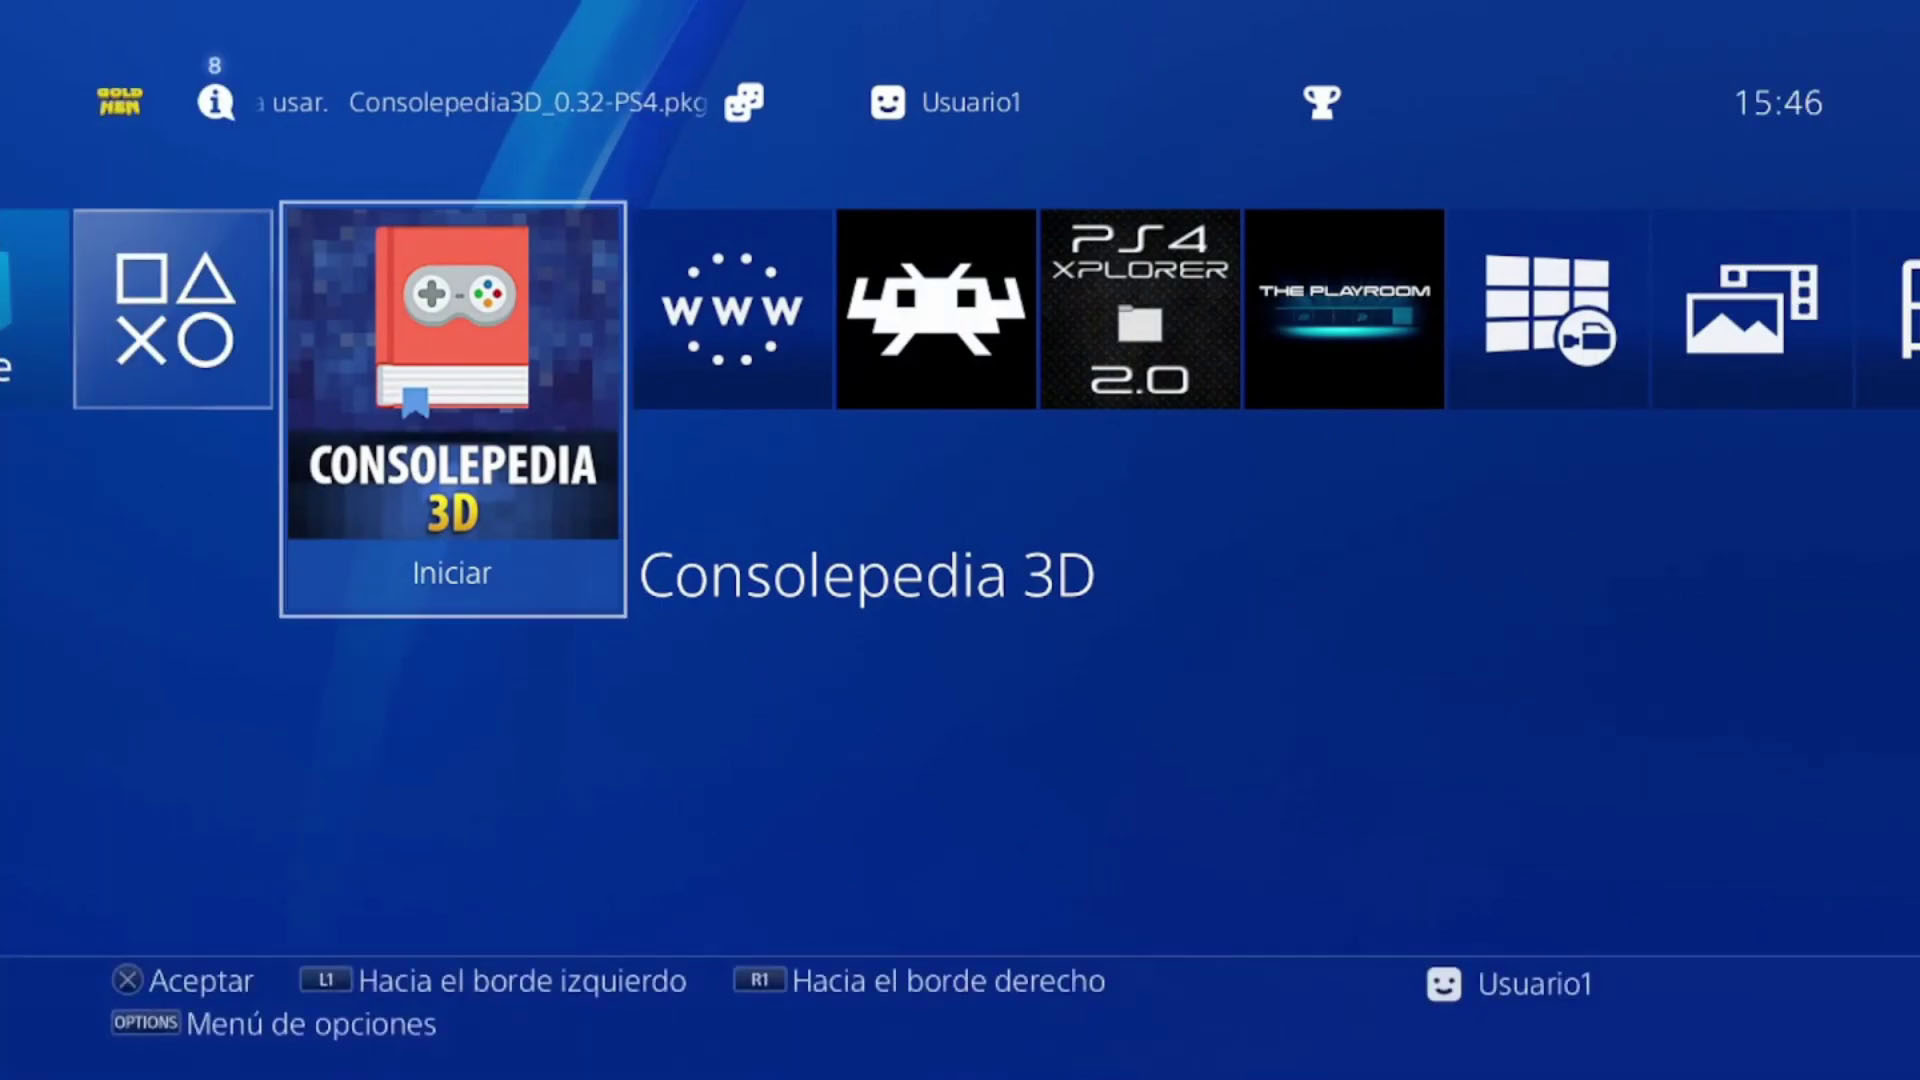 GOLD
HEN
8
a usar. Consolepedia3D_0.32-PS4.pkg
Usuario1
15:46
e
CONSOLEPEDIA
3D
Iniciar
www
PS4
XPLORER
2.0
THE PLAYROOM
Consolepedia 3D
Aceptar
L1 Hacia el borde izquierdo
R1 Hacia el borde derecho
Usuario1
OPTIONS Menú de opciones